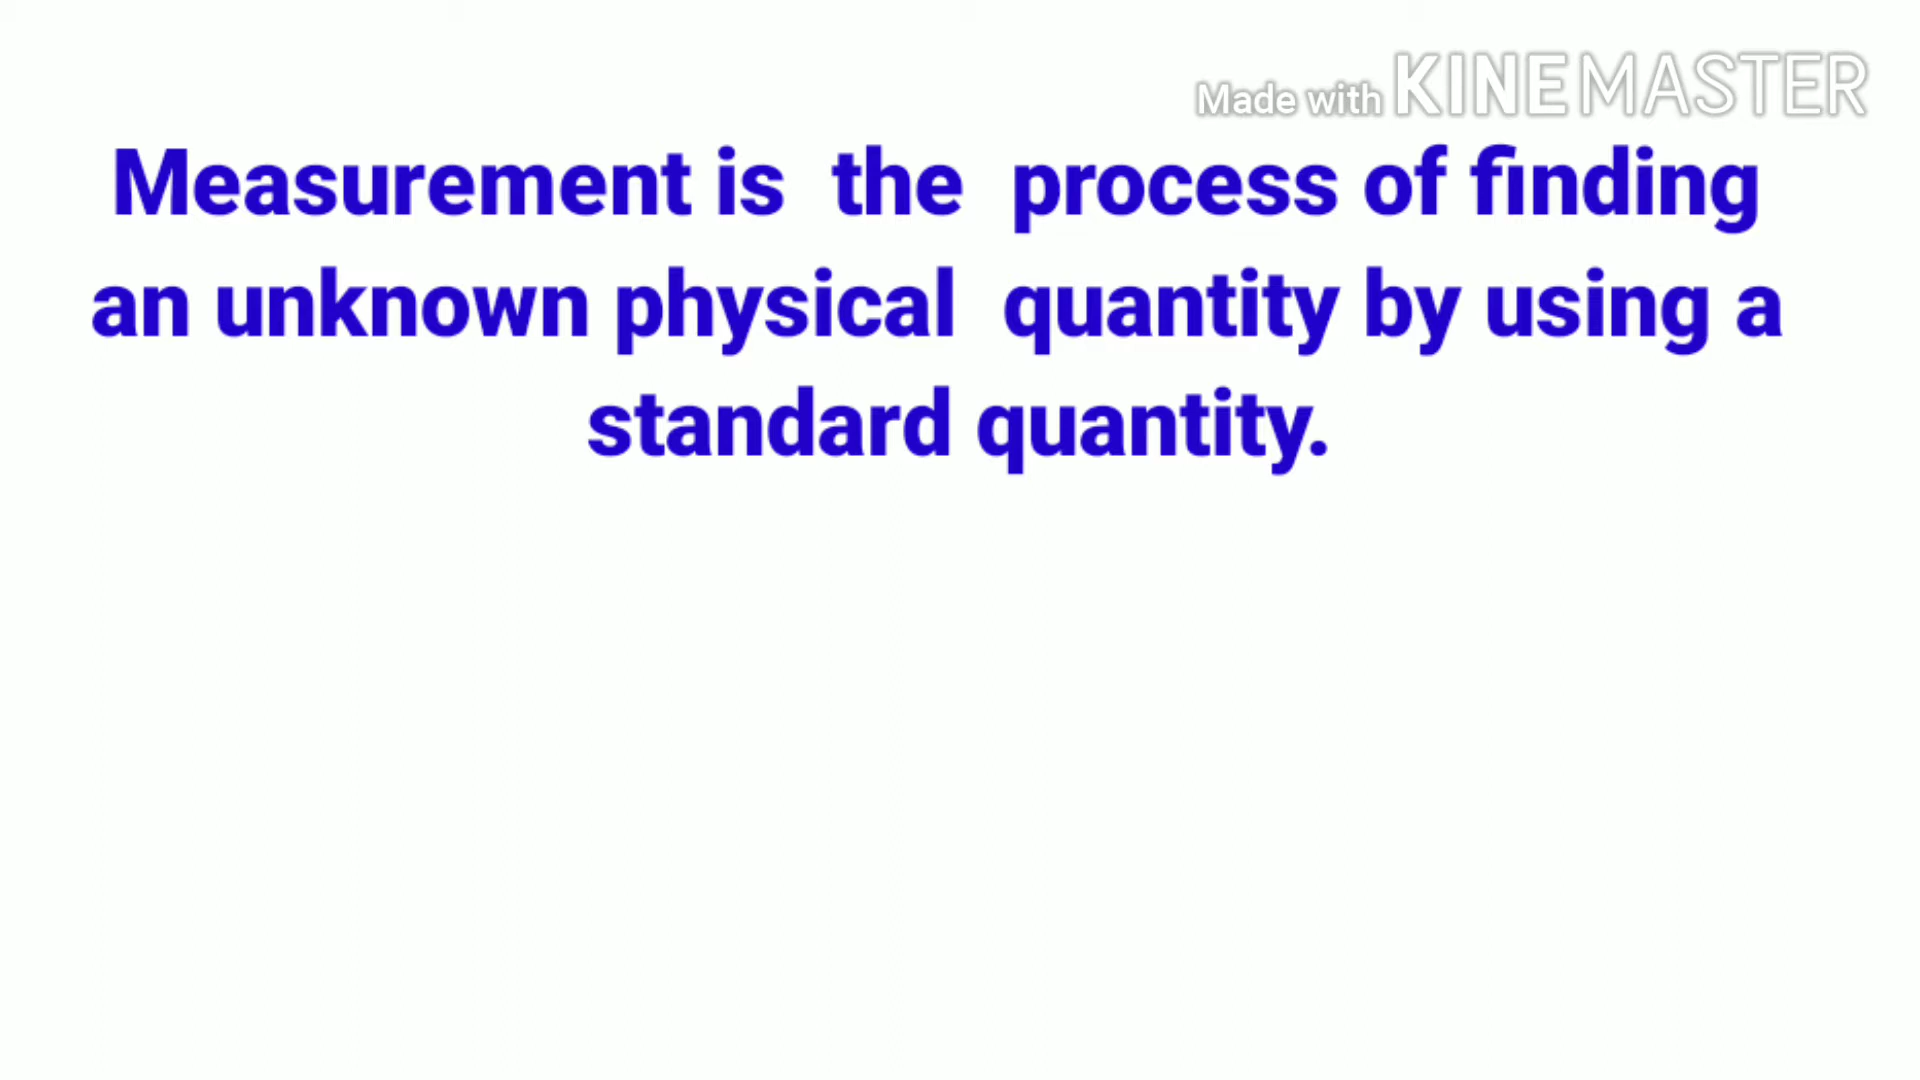 Made with KINEMASTER
Measurement is the process of finding
an unknown physical quantity by using a
standard quantity.